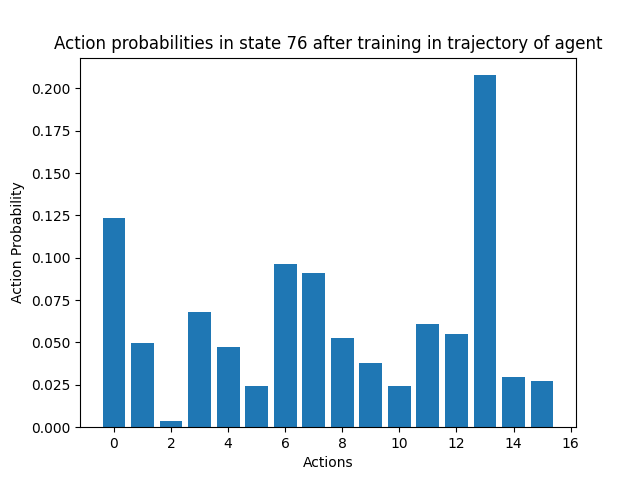 Action probabilities in state 76 after training in trajectory of agent
0.200
0.175
0.150
0.125
0.100
0.075
0.050
0.025
0.000
Action Probability
0 2 4 6 8 10 12 14 16
Actions